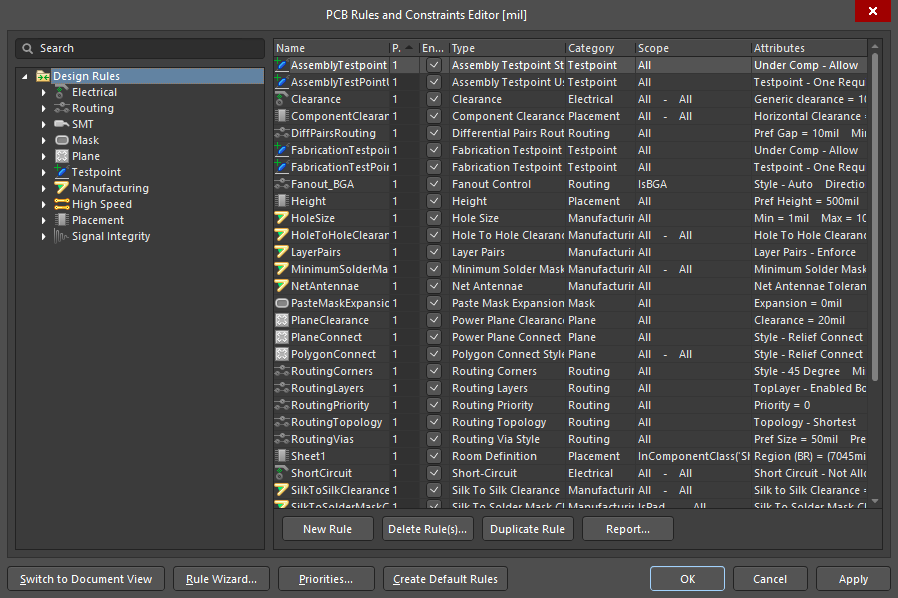 PCB Rules and Constraints Editor [mil]
Search
Design Rules
Electrical
Routing
SMT
Mask
Plane
Testpoint
Manufacturing
High Speed
Placement
Signal Integrity
Name P. En... Type Category Scope Attributes
AssemblyTestpoint 1 Assembly Testpoint St Testpoint All Under Comp - Allow
AssemblyTestPointU 1 Assembly Testpoint U: Testpoint All Testpoint - One Requ
Clearance 1 Clearance Electrical All - All Generic clearance = 10
ComponentClearan 1 Component Clearance Placement All - All Horizontal Clearance =
DiffPairsRouting 1 Differential Pairs Rout Routing All Pref Gap = 10mil Mi
FabricationTestpoi 1 Fabrication Testpoint Testpoint All Under Comp - Allow
FabricationTestPoi 1 Fabrication Testpoint Testpoint All Testpoint - One Requ
Fanout_BGA 1 Fanout Control Routing IsBGA Style - Auto Directio
Height 1 Height Placement All Pref Height = 500mil
HoleSize 1 Hole Size Manufacturin All Min = 1mil Max = 10
HoleToHoleClearan 1 Hole To Hole Clearanc Manufacturin All - All Hole To Hole Clearanc
LayerPairs 1 Layer Pairs Manufacturin All Layer Pairs - Enforce
MinimumSolderMa 1 Minimum Solder Mask Manufacturin All - All Minimum Solder Mask
NetAntennae 1 Net Antennae Manufacturin All Net Antennae Toleran
PasteMaskExpansio 1 Paste Mask Expansion Mask All Expansion = 0mil
PlaneClearance 1 Power Plane Clearanc Plane All Clearance = 20mil
PlaneConnect 1 Power Plane Connect Plane All Style - Relief Connect
PolygonConnect 1 Polygon Connect Style Plane All - All Style - Relief Connect
RoutingCorners 1 Routing Corners Routing All Style - 45 Degree Mi
RoutingLayers 1 Routing Layers Routing All TopLayer - Enabled Bo
RoutingPriority 1 Routing Priority Routing All Priority = 0
RoutingTopology 1 Routing Topology Routing All Topology - Shortest
RoutingVias 1 Routing Via Style Routing All Pref Size = 50mil Pre
Sheet1 1 Room Definition Placement InComponentClass('Sh Region (BR) = (7045mi
ShortCircuit 1 Short-Circuit Electrical All - All Short Circuit - Not Allo
SilkToSilkClearance 1 Silk To Silk Clearance Manufacturin All - All Silk to Silk Clearance =
SilkToSolderMaskC 1 Silk To Solder Mask Cl Manufacturin IsPad All Silk To Solder Mask Cl
New Rule Delete Rule(s)... Duplicate Rule Report...
Switch to Document View Rule Wizard... Priorities... Create Default Rules OK Cancel Apply